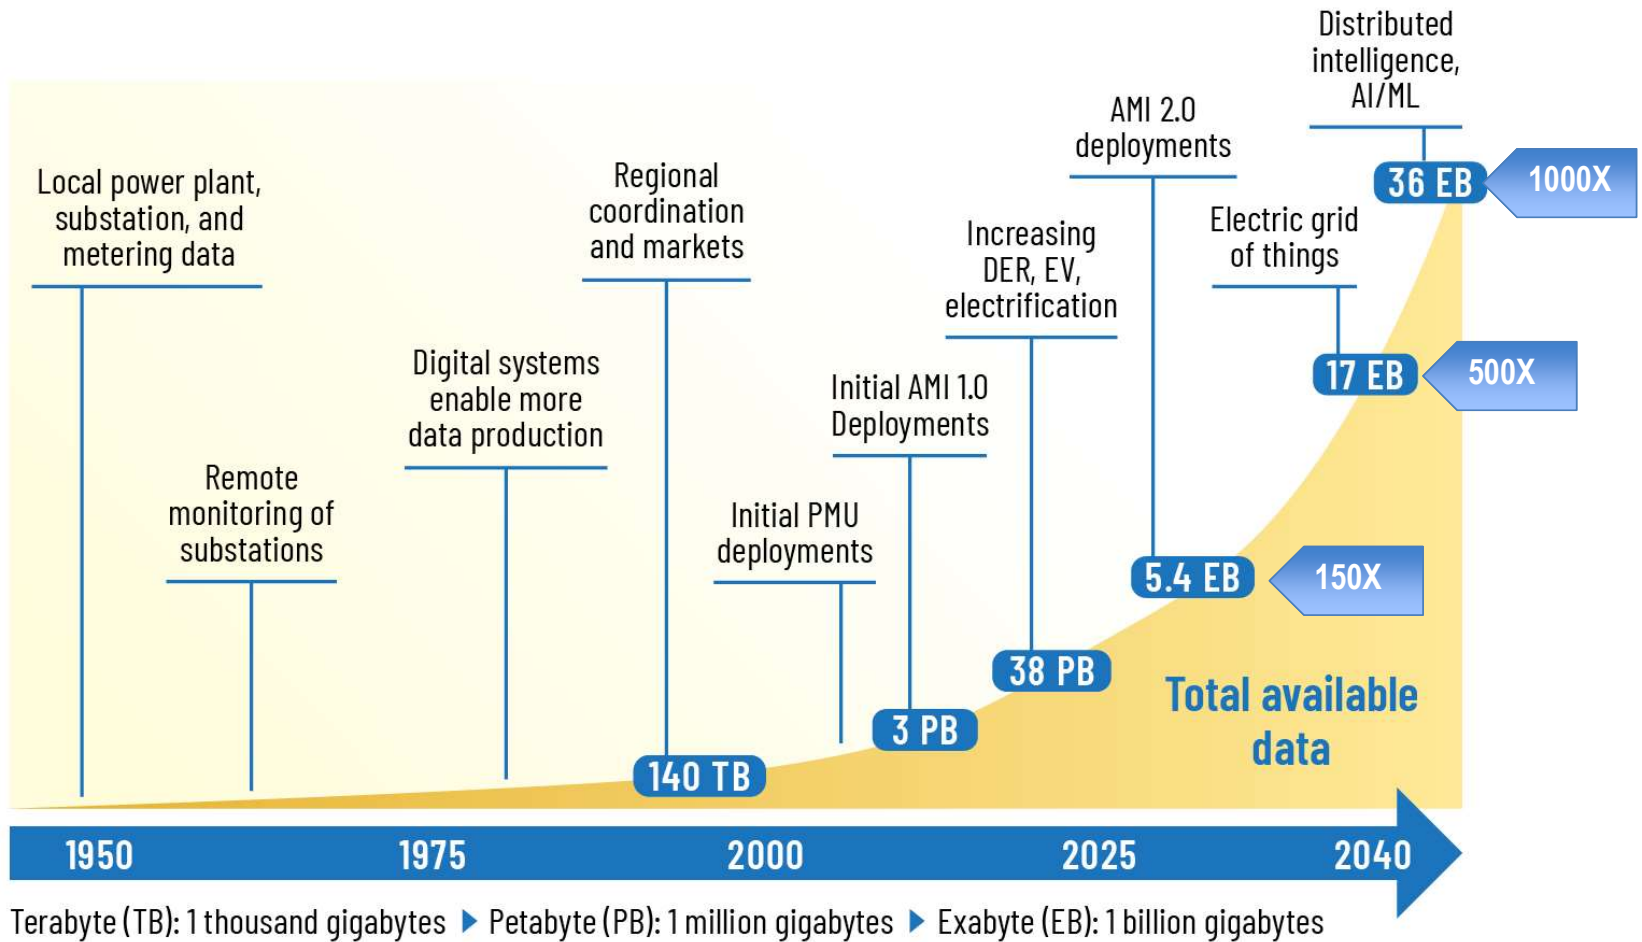 Local power plant,
substation, and
metering data
Remote
monitoring of
substations
Digital systems
enable more
data production
Regional
coordination
and markets
140 TB
Initial PMU
deployments
Initial AMI 1.0
Deployments
3 PB
Increasing
DER, EV,
electrification
38 PB
AMI 2.0
deployments
5.4 EB
150X
Electric grid
of things
17 EB
500X
Distributed
intelligence,
AI/ML
36 EB
1000X
Total available
data
1950 1975 2000 2025 2040
Terabyte (TB): 1 thousand gigabytes ▶ Petabyte (PB): 1 million gigabytes ▶ Exabyte (EB): 1 billion gigabytes